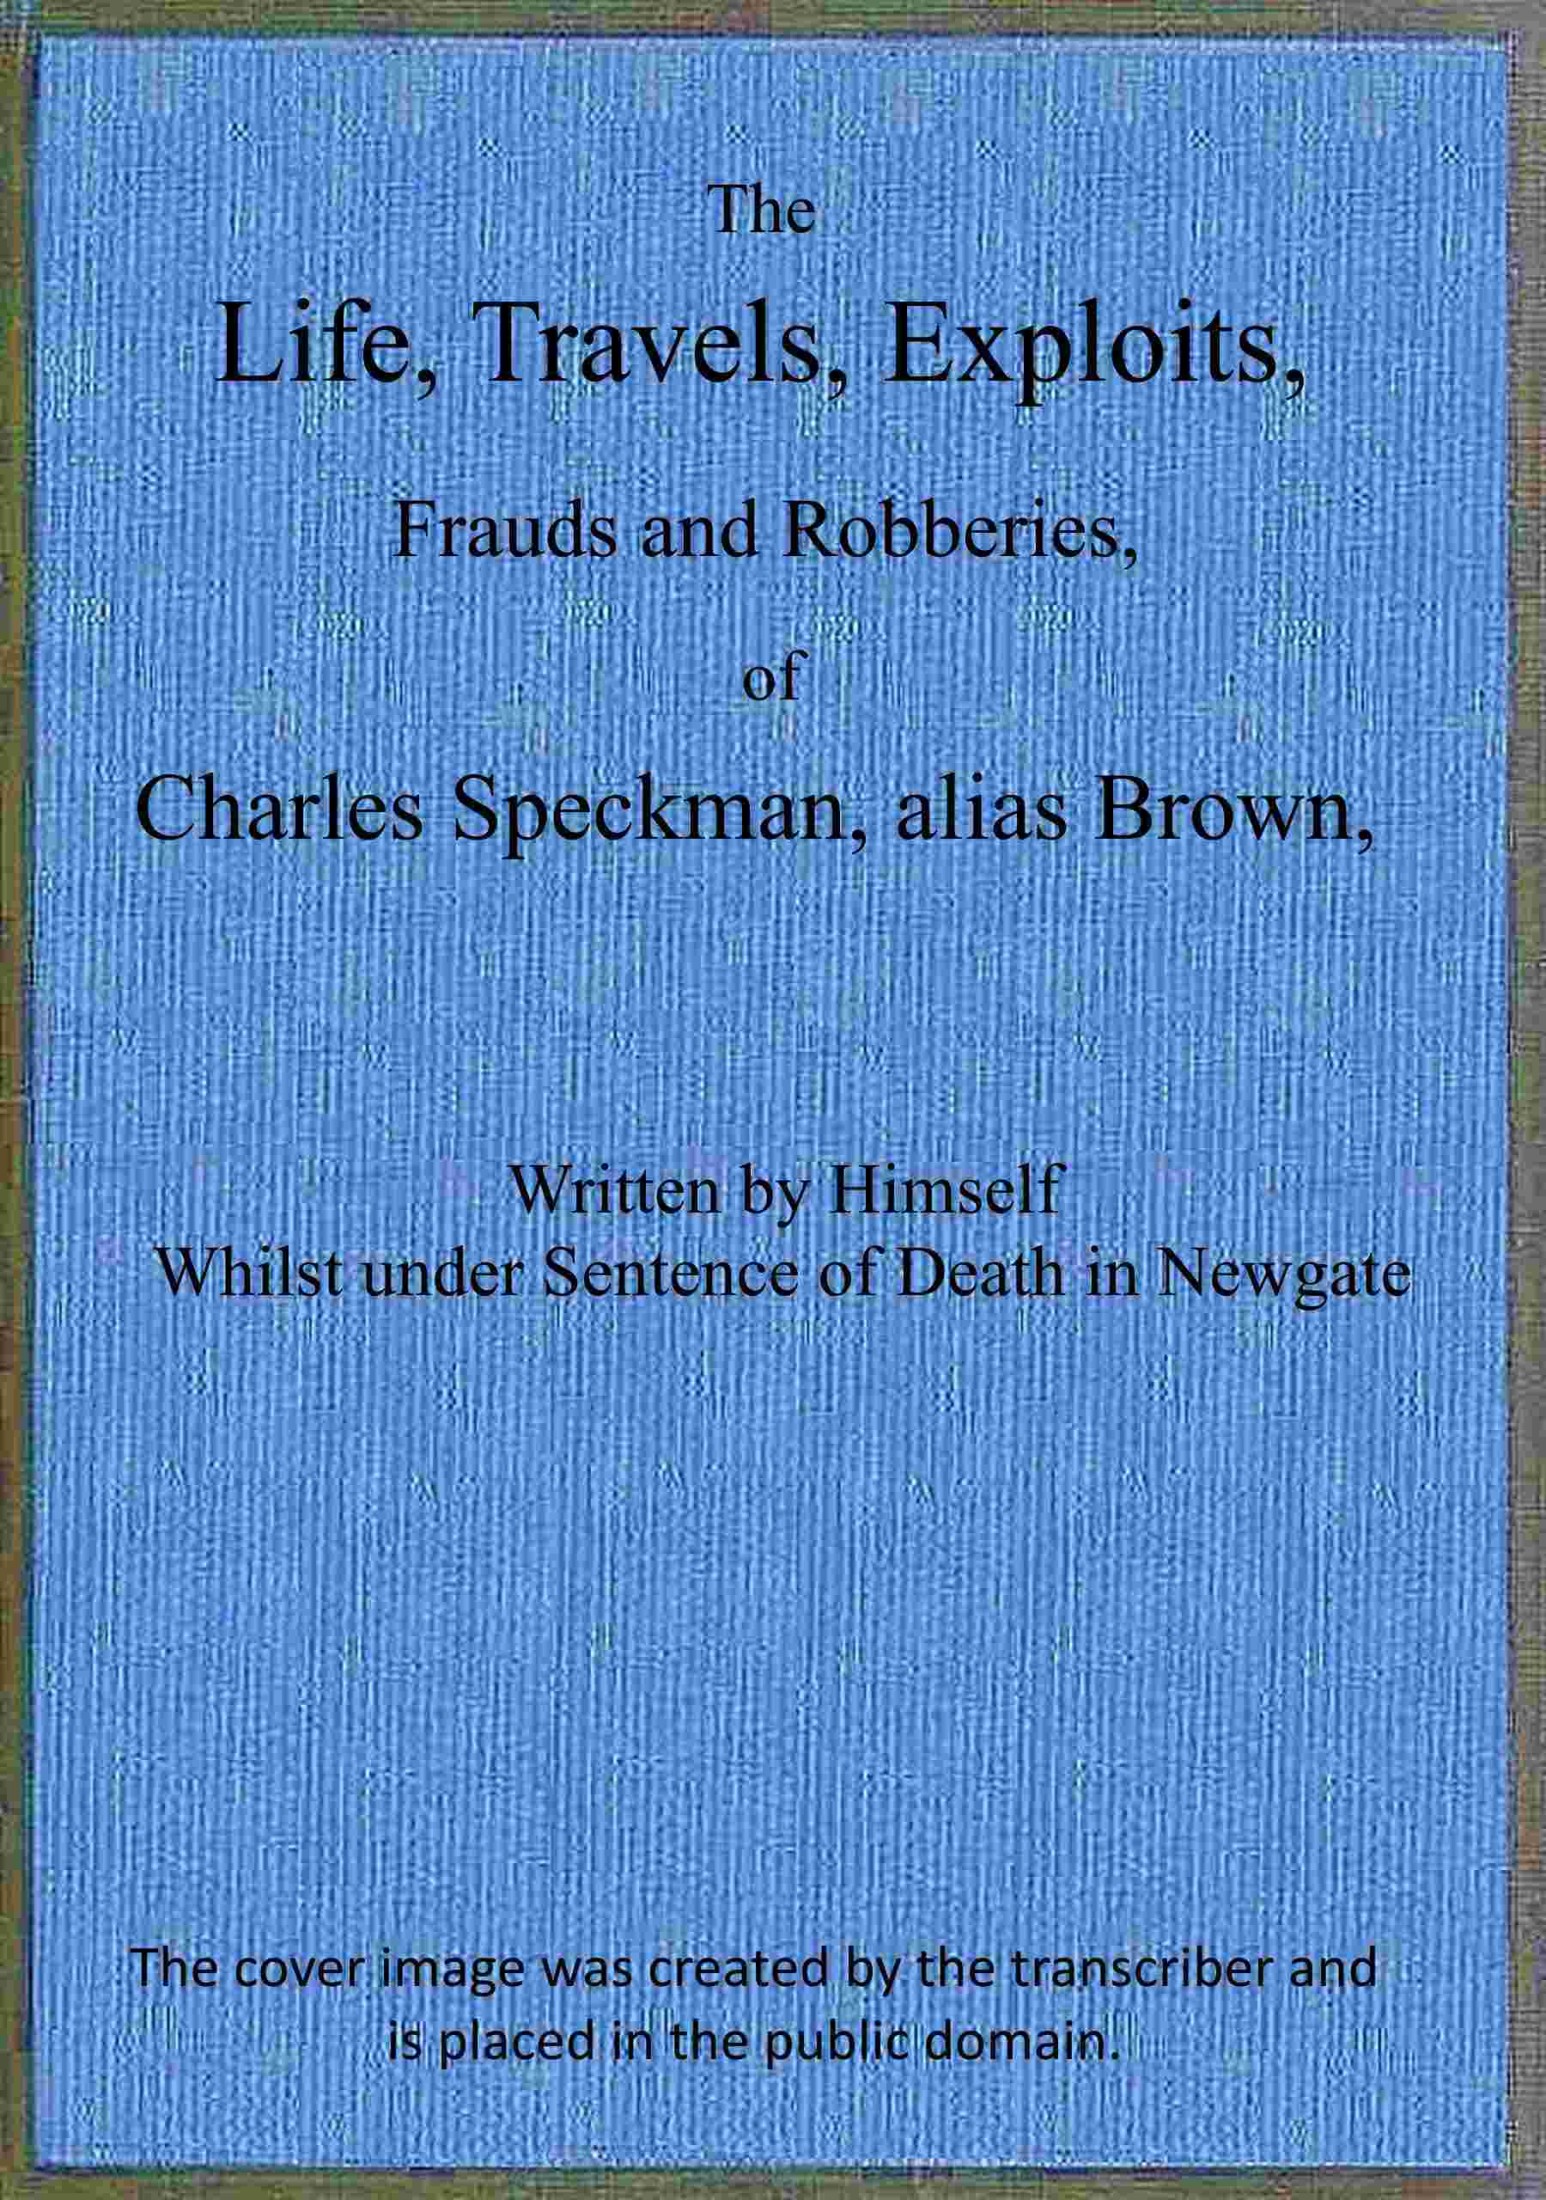 The
Life, Travels, Exploits,
Frauds and Robberies,
of
Charles Speckman, alias Brown,
Written by Himself
Whilst under Sentence of Death in Newgate
The cover image was created by the transcriber and
is placed in the public domain.